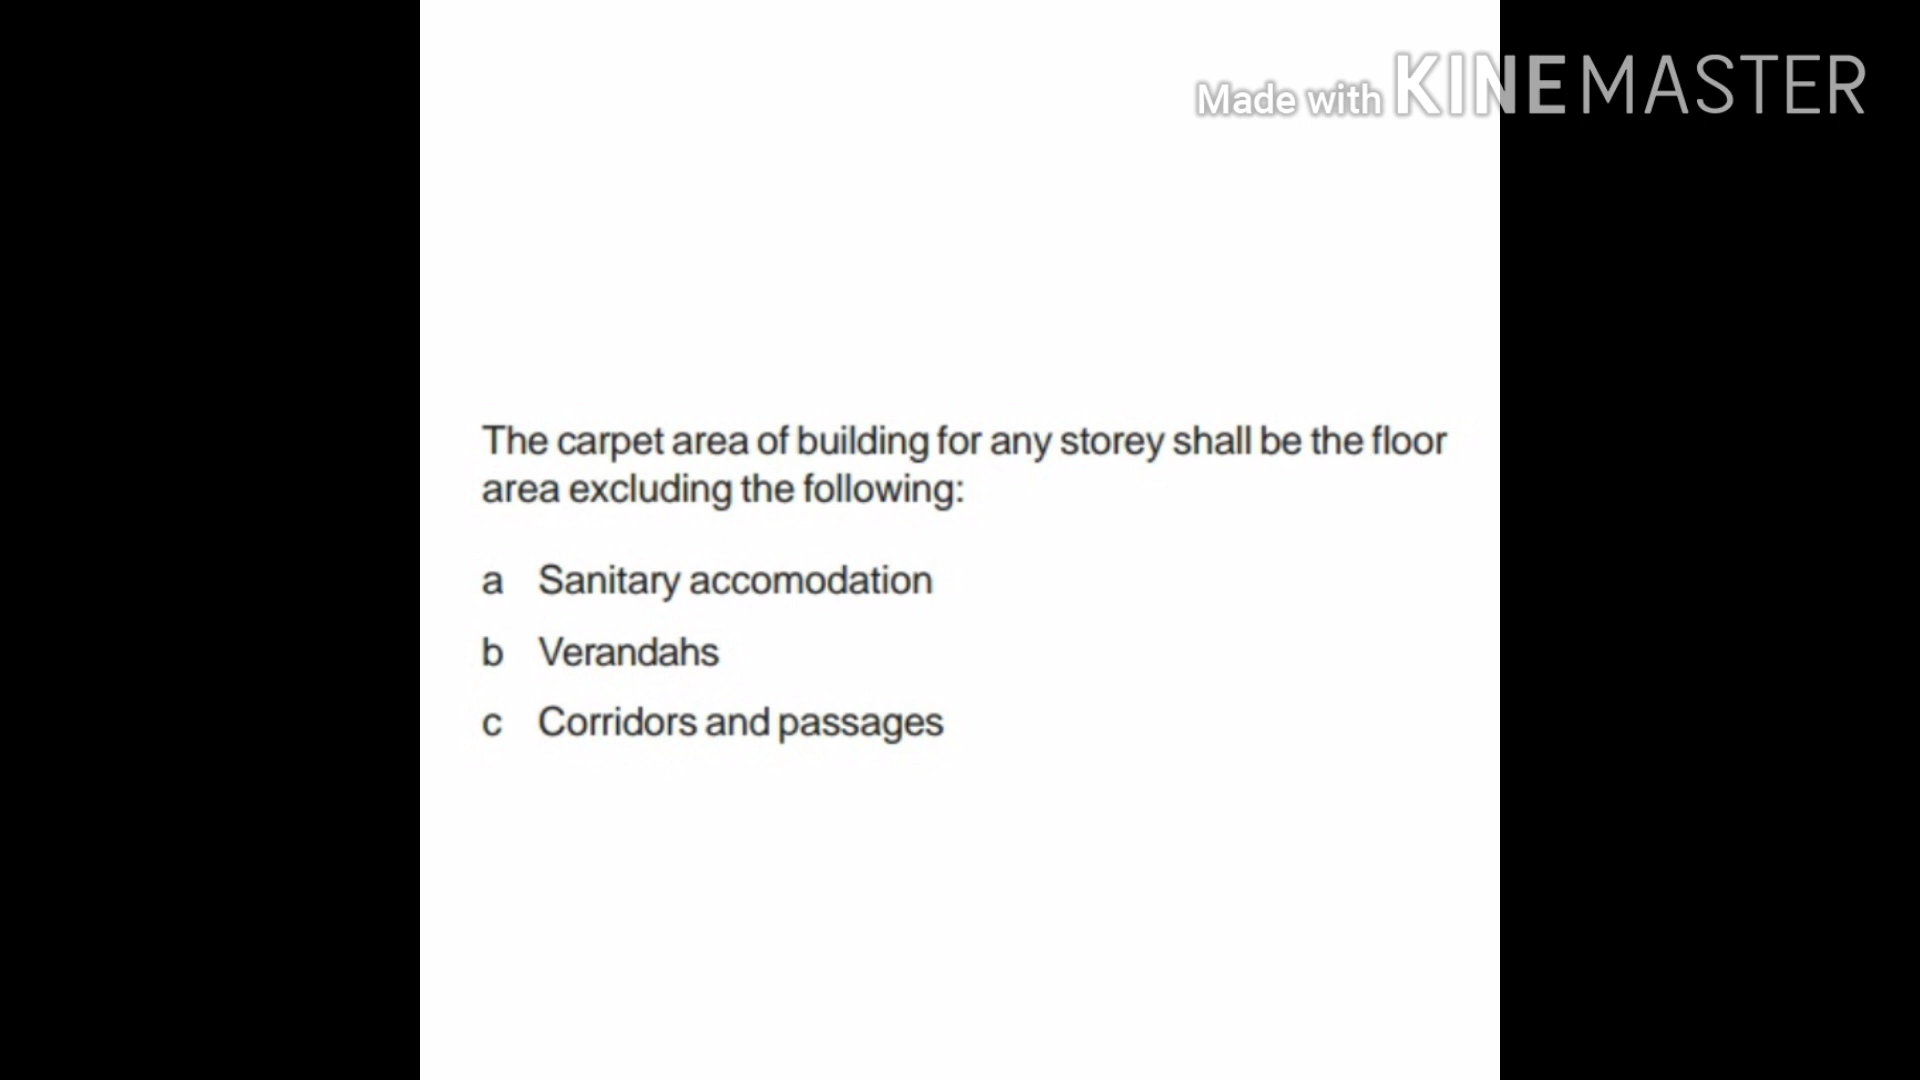 Made with KINEMASTER
The carpet area of building for any storey shall be the floor
area excluding the following:
a Sanitary accomodation
b Verandahs
c Corridors and passages